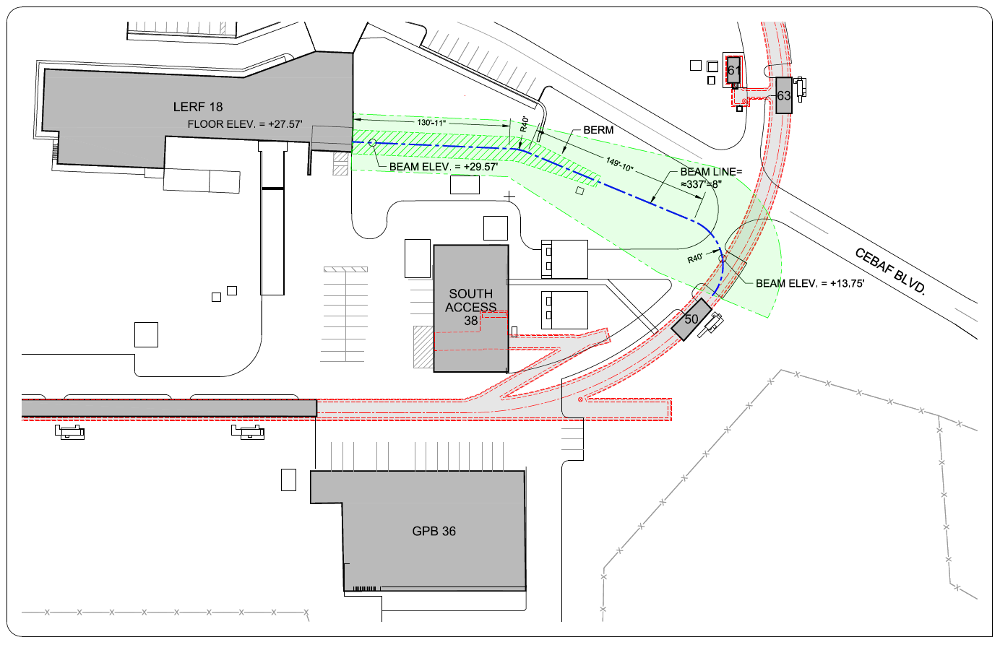 61
63
LERF 18
FLOOR ELEV. = +27.57'
130'-11"
R40'
BERM
149'-10"
BEAM ELEV. = +29.57'
BEAM LINE=
≈337'=8"
CEBAF BLVD.
R40'
BEAM ELEV. = +13.75'
SOUTH
ACCESS
38
50
GPB 36